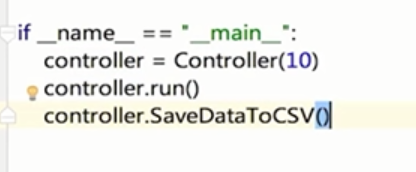 if __name__ == "__main__":
    controller = Controller(10)
    controller.run()
    controller.SaveDataToCSV()